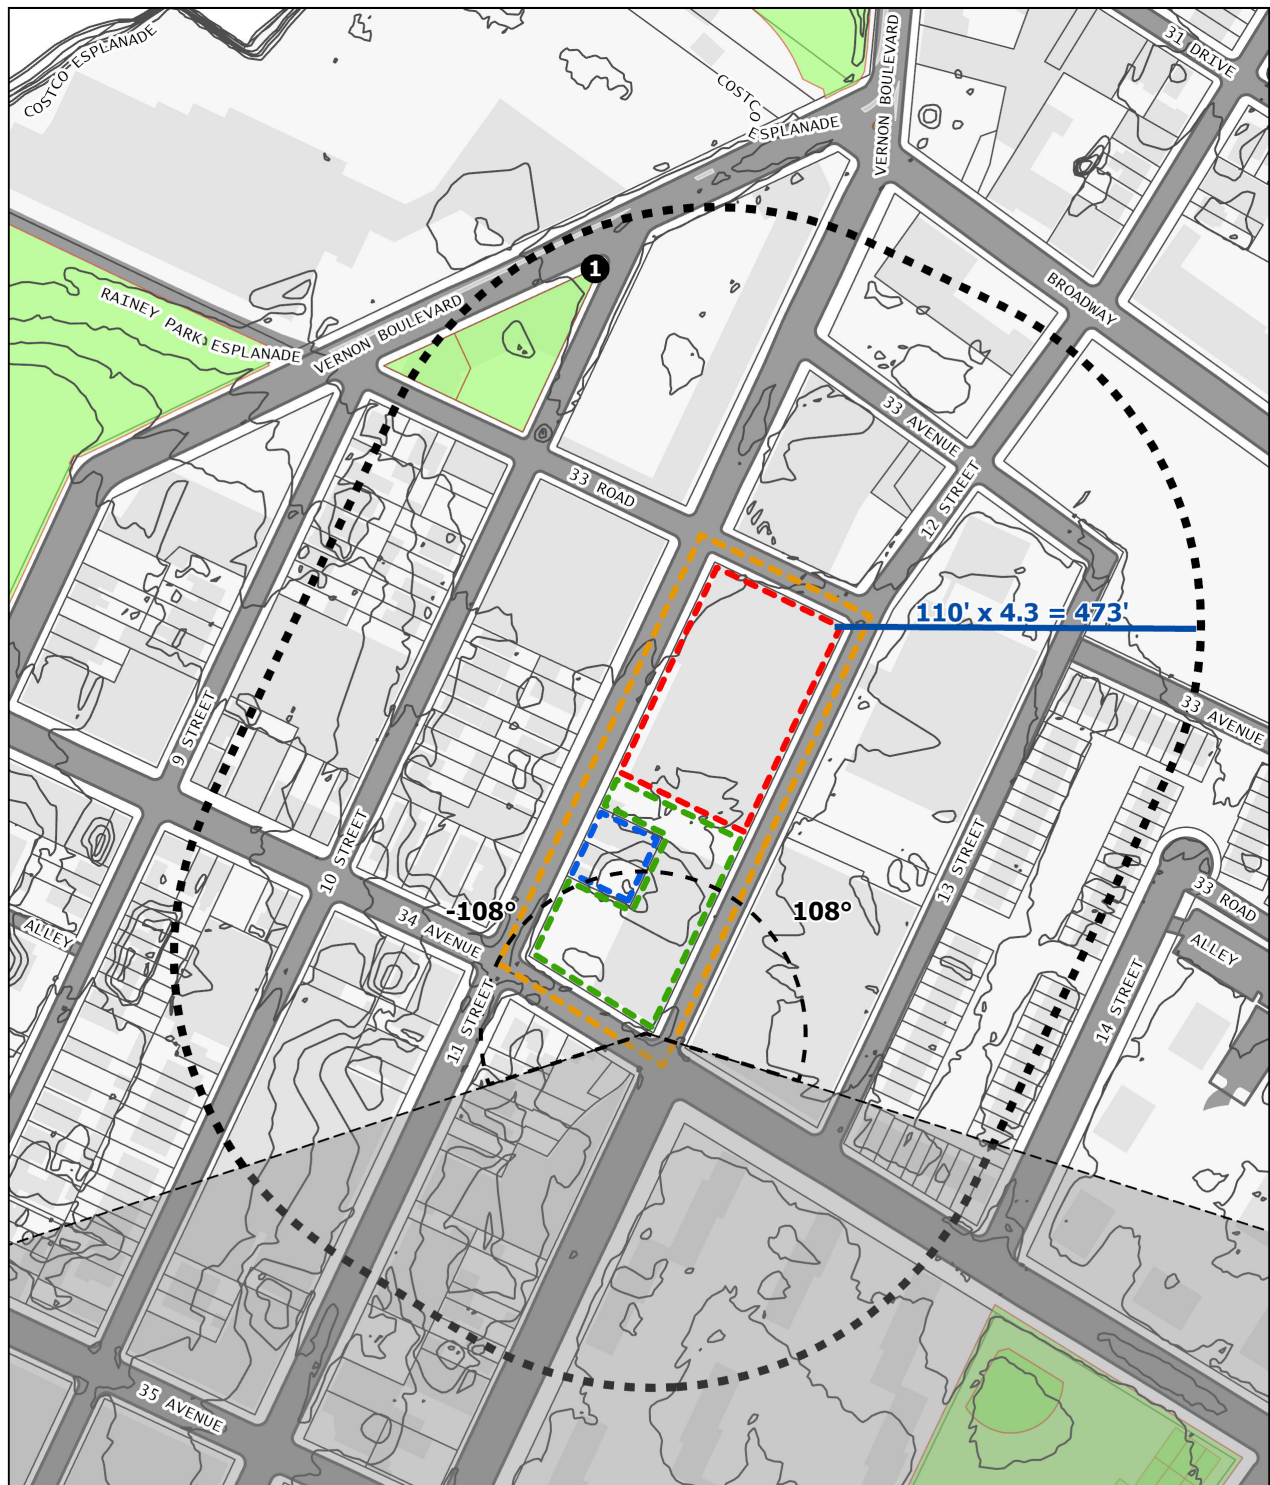 31 DRIVE
COSTCO ESPLANADE
VERNON BOULEVARD
COSTCO ESPLANADE
1
BROADWAY
RAINEY PARK ESPLANADE
VERNON BOULEVARD
33 AVENUE
33 ROAD
12 STREET
110' x 4.3 = 473'
9 STREET
33 AVENUE
10 STREET
13 STREET
33 ROAD
-108°
108°
34 AVENUE
ALLEY
ALLEY
11 STREET
14 STREET
35 AVENUE